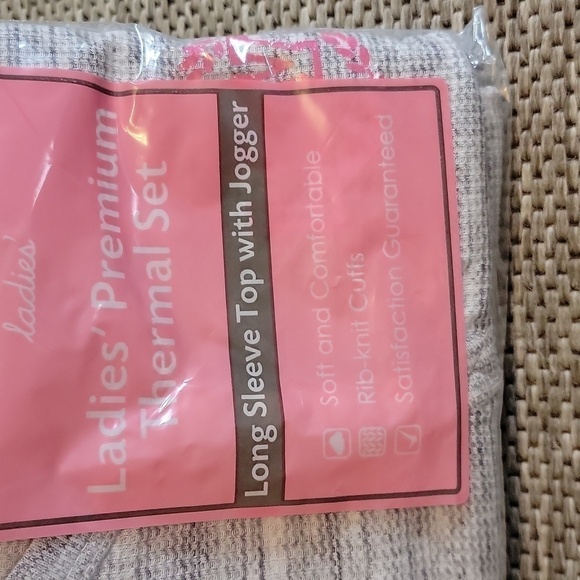 ladies'
Ladies' Premium
Thermal Set
Long Sleeve Top with Jogger
Soft and Comfortable
Rib-knit Cuffs
Satisfaction Guaranteed